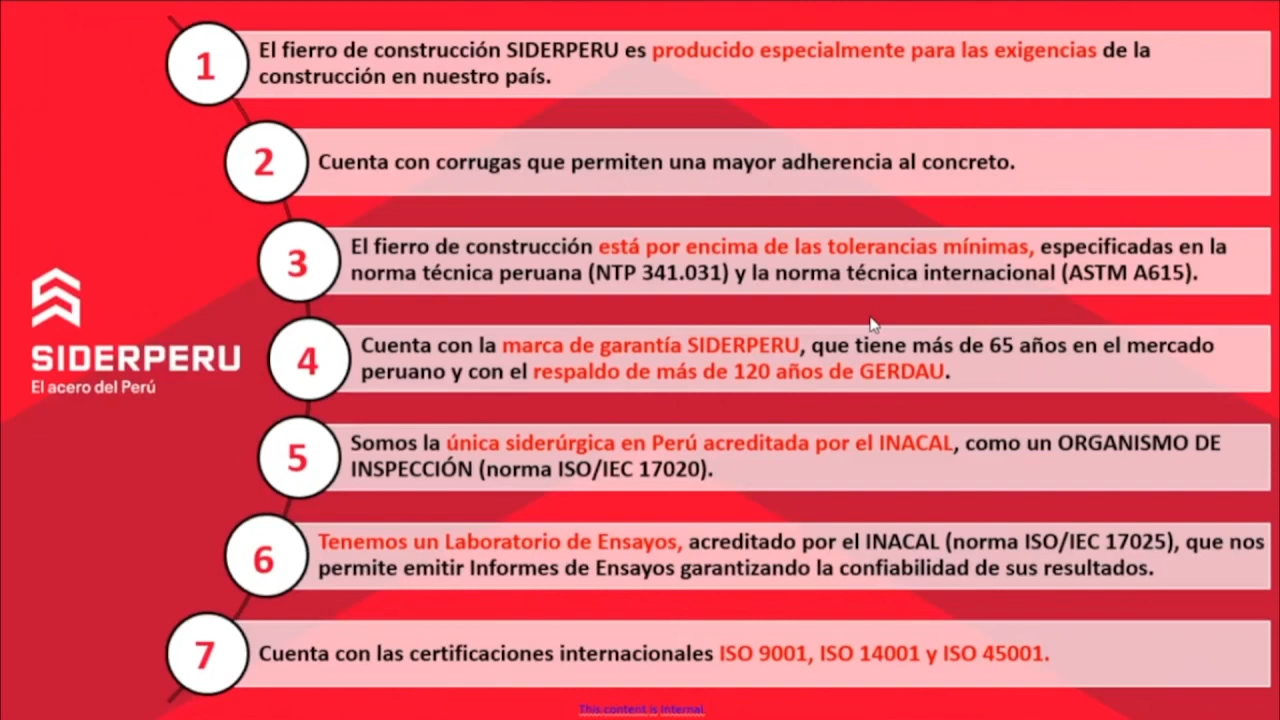 1
El fierro de construcción SIDERPERU es producido especialmente para las exigencias de la
construcción en nuestro país.
2
Cuenta con corrugas que permiten una mayor adherencia al concreto.
3
El fierro de construcción está por encima de las tolerancias mínimas, especificadas en la
norma técnica peruana (NTP 341.031) y la norma técnica internacional (ASTM A615).
SIDERPERU
El acero del Perú
4
Cuenta con la marca de garantía SIDERPERU, que tiene más de 65 años en el mercado
peruano y con el respaldo de más de 120 años de GERDAU.
5
Somos la única siderúrgica en Perú acreditada por el INACAL, como un ORGANISMO DE
INSPECCIÓN (norma ISO/IEC 17020).
6
Tenemos un Laboratorio de Ensayos, acreditado por el INACAL (norma ISO/IEC 17025), que nos
permite emitir Informes de Ensayos garantizando la confiabilidad de sus resultados.
7
Cuenta con las certificaciones internacionales ISO 9001, ISO 14001 y ISO 45001.
This content is Internal.